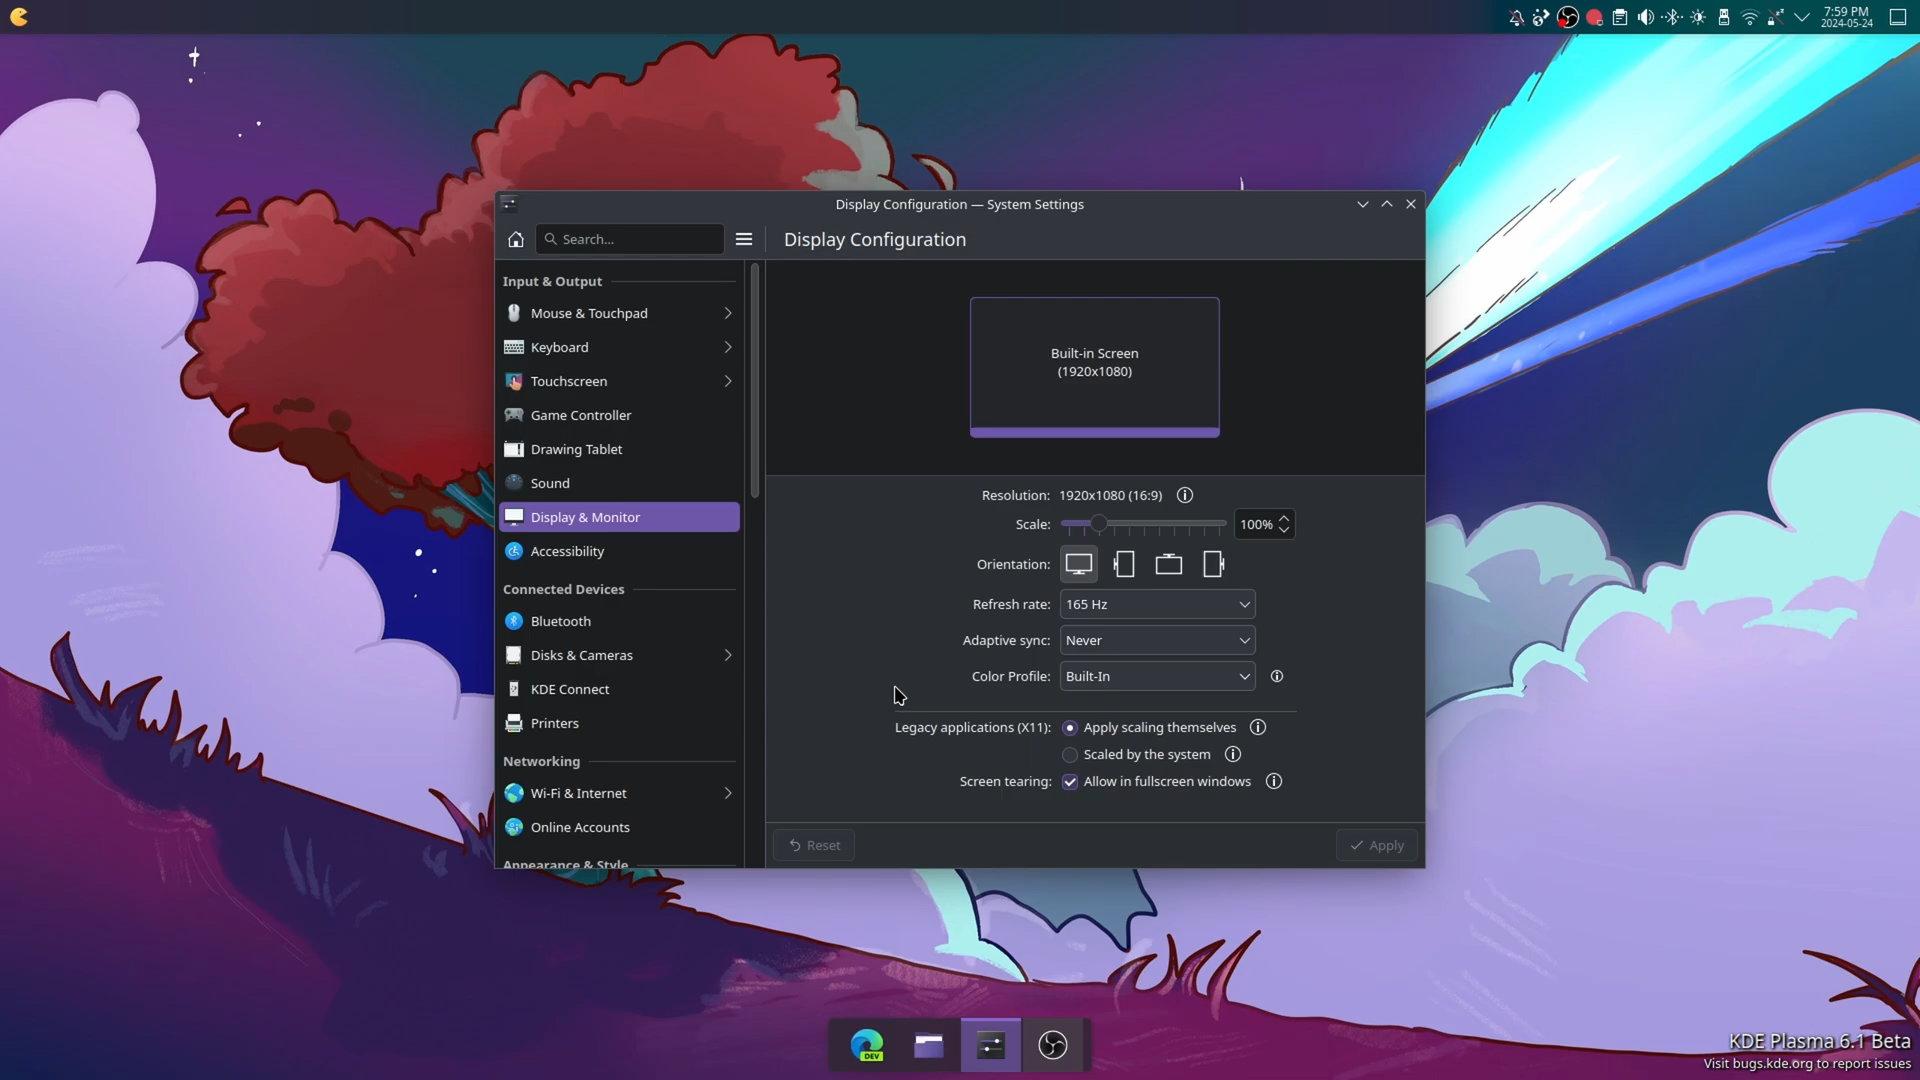 7:59 PM
2024-05-24
Display Configuration — System Settings
Search...
Display Configuration
Input & Output
Mouse & Touchpad
Keyboard
Touchscreen
Game Controller
Drawing Tablet
Sound
Display & Monitor
Accessibility
Connected Devices
Bluetooth
Disks & Cameras
KDE Connect
Printers
Networking
Wi-Fi & Internet
Online Accounts
Appearance & Style
Built-in Screen
(1920x1080)
Resolution: 1920x1080 (16:9)
Scale: 100%
Orientation:
Refresh rate: 165 Hz
Adaptive sync: Never
Color Profile: Built-In
Legacy applications (X11): Apply scaling themselves
Scaled by the system
Screen tearing: Allow in fullscreen windows
Reset
Apply
DEV
KDE Plasma 6.1 Beta
Visit bugs.kde.org to report issues